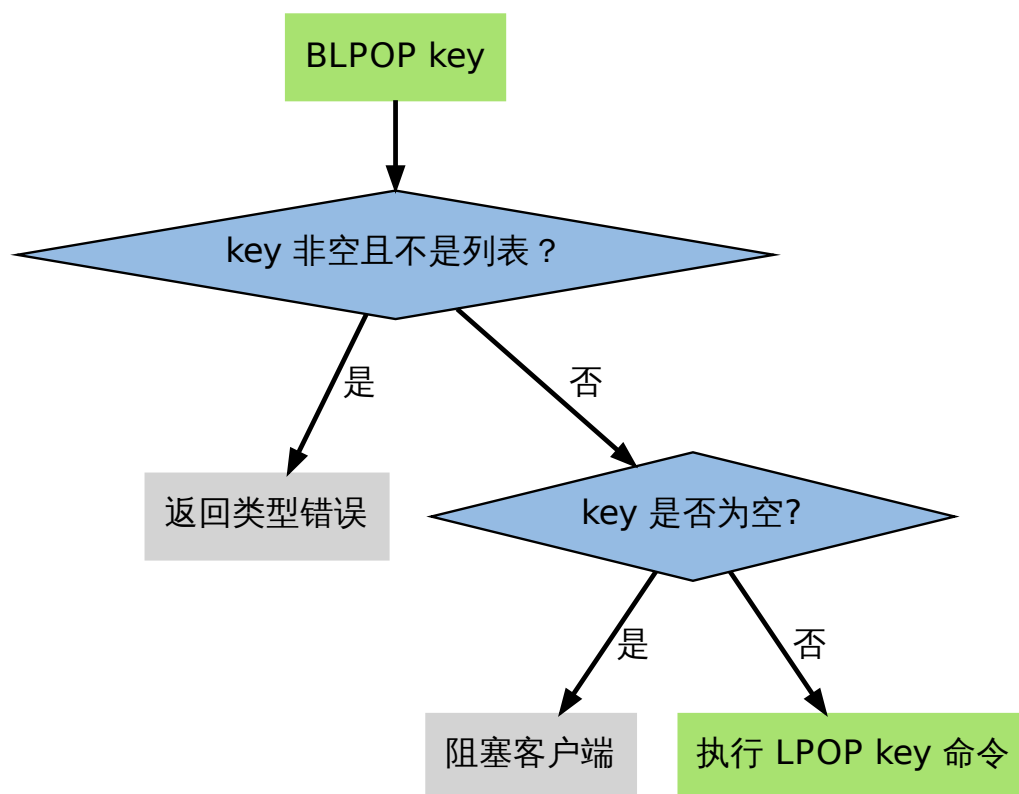 BLPOP key
key 非空且不是列表？
是
否
返回类型错误
key 是否为空?
是
否
阻塞客户端
执行 LPOP key 命令